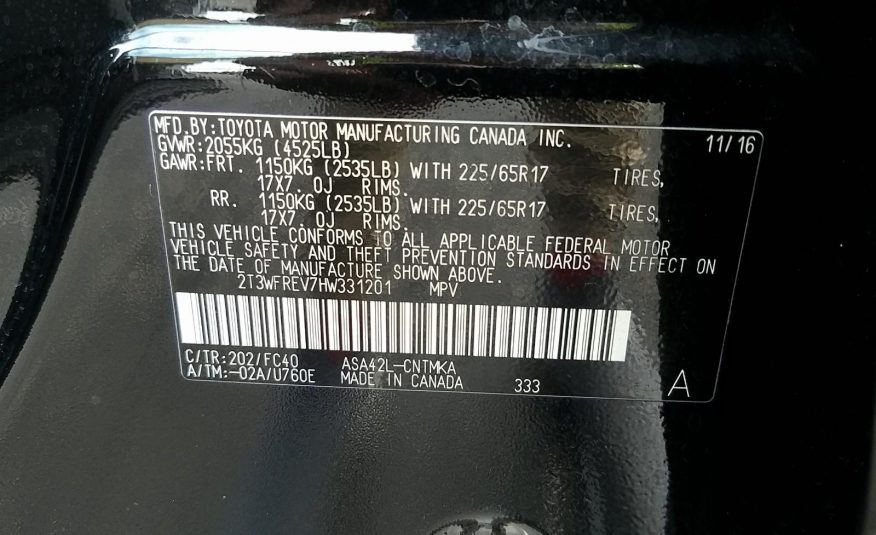 MFD.BY:TOYOTA MOTOR MANUFACTURING CANADA INC. 11/16
GVWR:2055KG (4525LB)
GAWR:FRT. 1150KG (2535LB) WITH 225/65R17 TIRES,
17X7. 0J RIMS.
RR. 1150KG (2535LB) WITH 225/65R17 TIRES,
17X7. 0J RIMS.
THIS VEHICLE CONFORMS TO ALL APPLICABLE FEDERAL MOTOR
VEHICLE SAFETY AND THEFT PREVENTION STANDARDS IN EFFECT ON
THE DATE OF MANUFACTURE SHOWN ABOVE.
2T3WFREV7HW331201 MPV
C/TR:202/FC40 ASA42L-CNTMKA
A/TM:-02A/U760E MADE IN CANADA 333 A